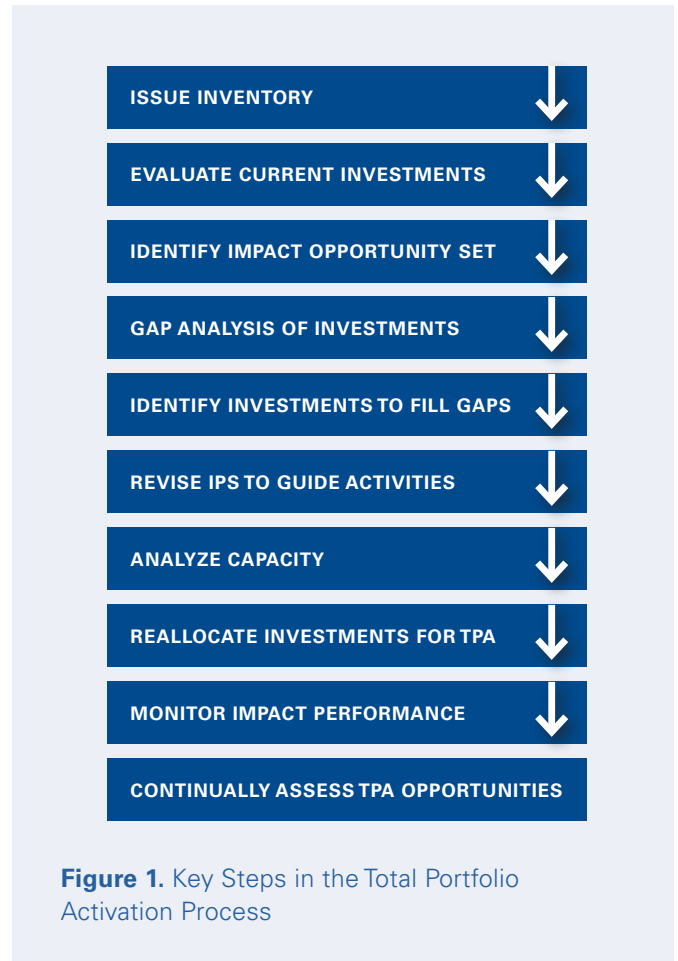 ISSUE INVENTORY
EVALUATE CURRENT INVESTMENTS
IDENTIFY IMPACT OPPORTUNITY SET
GAP ANALYSIS OF INVESTMENTS
IDENTIFY INVESTMENTS TO FILL GAPS
REVISE IPS TO GUIDE ACTIVITIES
ANALYZE CAPACITY
REALLOCATE INVESTMENTS FOR TPA
MONITOR IMPACT PERFORMANCE
CONTINUALLY ASSESS TPA OPPORTUNITIES
Figure 1. Key Steps in the Total Portfolio
Activation Process